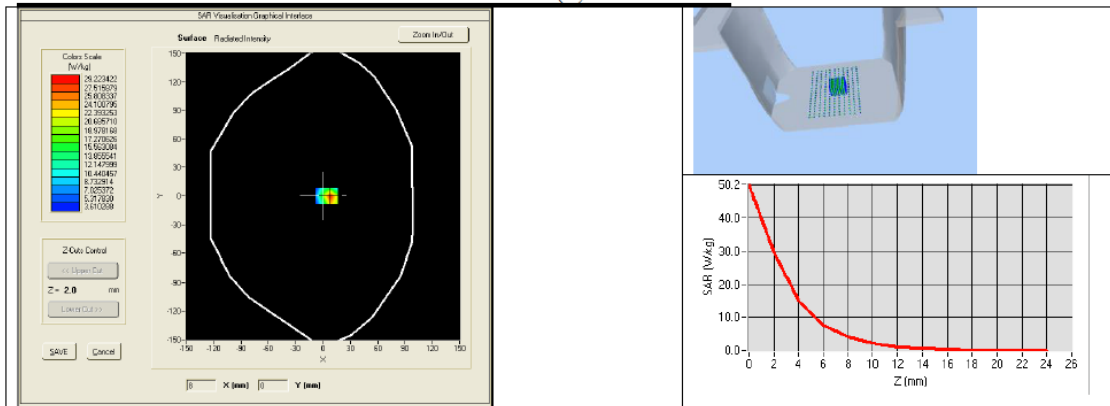 SAR Visualisation Graphical Interface
Surface Radiated Intensity
Zoom In/Out
Colors Scale
(W/kg)
29.223422
27.515879
25.808337
24.100795
22.393253
20.685710
18.978168
17.270626
15.563084
13.855541
12.147999
10.440457
8.732914
7.025372
5.317830
3.610288
150
120
90
60
30
0
-30
-60
-90
-120
-150
Y
-150 -120 -90 -60 -30 0 30 60 90 120 150
X
Z-Cuts Control
<< Upper Cut
Z = 2.0 mm
Lower Cut >>
SAVE Cancel
8 X (mm) 0 Y (mm)
50.2
40.0
30.0
20.0
10.0
0.0
SAR (W/kg)
0 2 4 6 8 10 12 14 16 18 20 22 24 26
Z (mm)